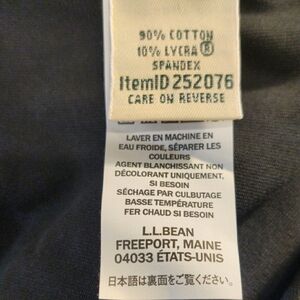 90% COTTON
10% LYCRA®
SPANDEX
ItemID 252076
CARE ON REVERSE
LAVER EN MACHINE EN
EAU FROIDE, SÉPARER LES
COULEURS
AGENT BLANCHISSANT NON
DÉCOLORANT UNIQUEMENT,
SI BESOIN
SÉCHAGE PAR CULBUTAGE
BASSE TEMPÉRATURE
FER CHAUD SI BESOIN
L.L.BEAN
FREEPORT, MAINE
04033 ÉTATS-UNIS
日本語は裏面をご覧ください。